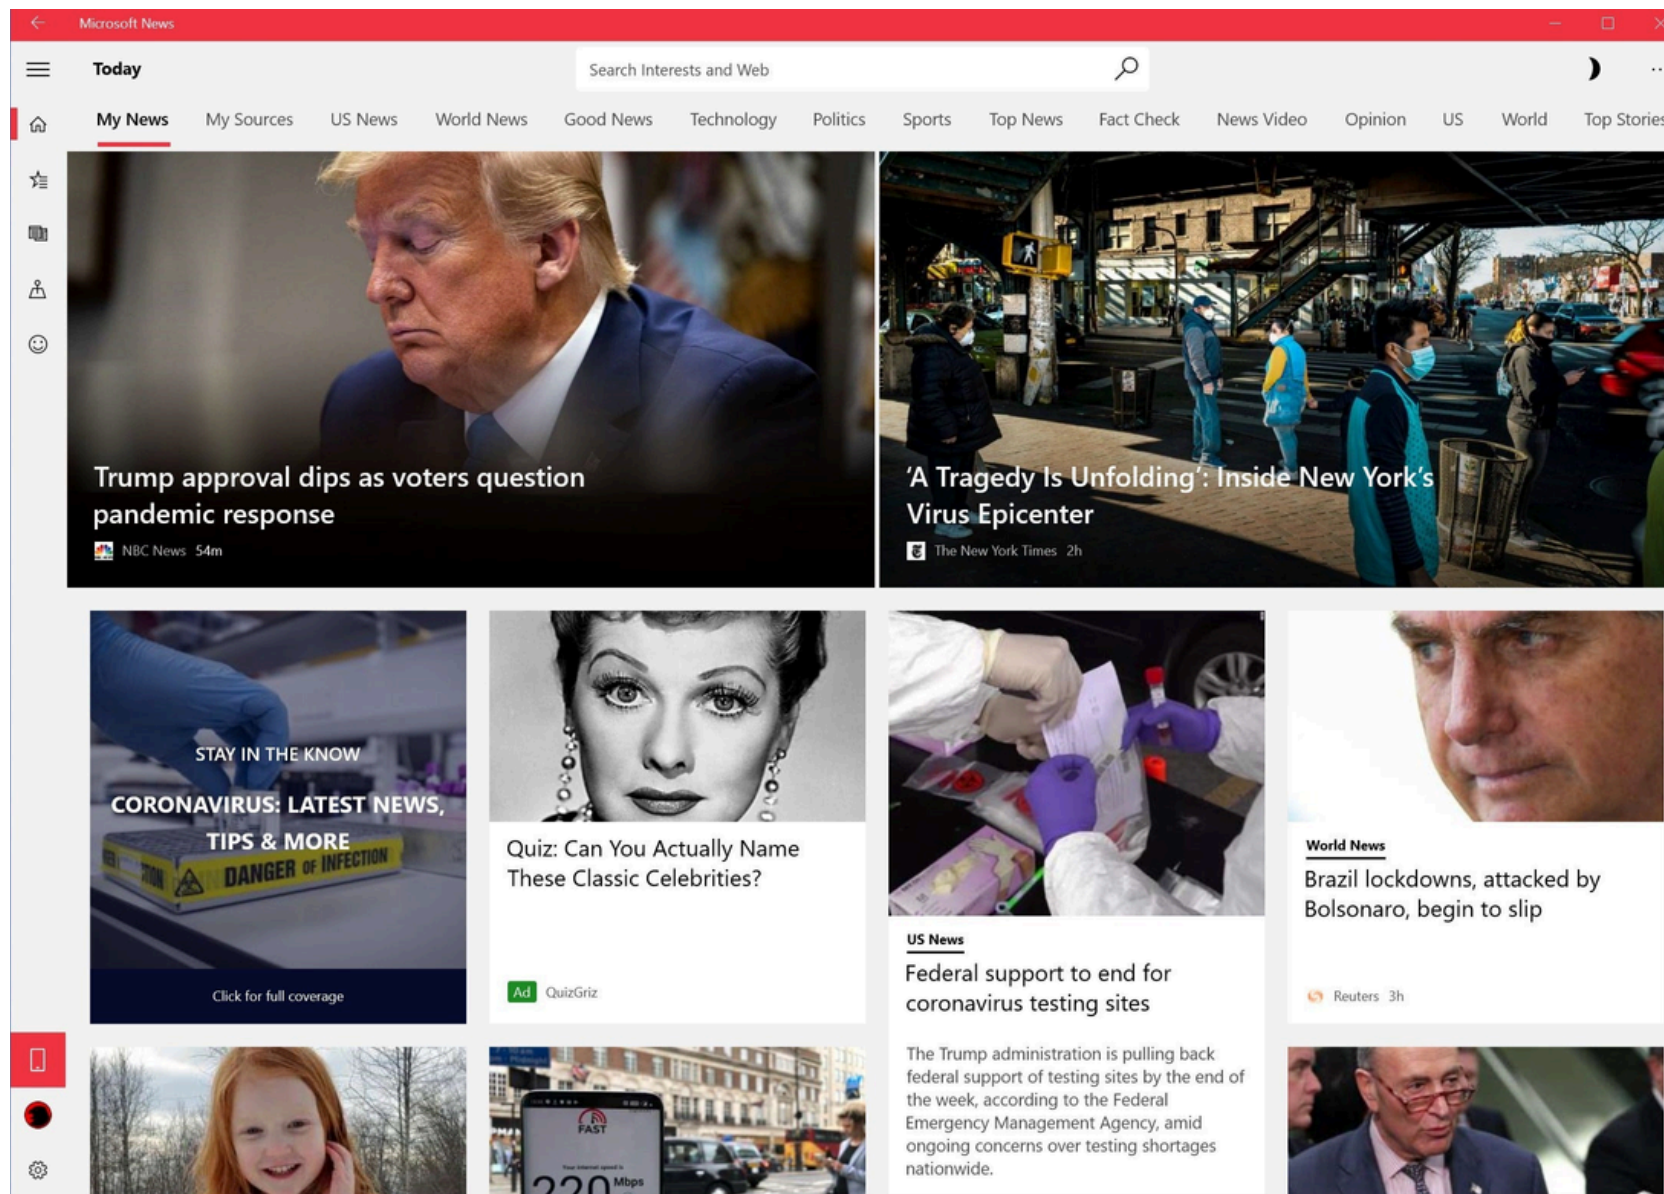 Microsoft News
Today
Search Interests and Web
My News
My Sources
US News
World News
Good News
Technology
Politics
Sports
Top News
Fact Check
News Video
Opinion
US
World
Top Stories
Trump approval dips as voters question
pandemic response
NBC News 54m
‘A Tragedy Is Unfolding’: Inside New York’s
Virus Epicenter
The New York Times 2h
STAY IN THE KNOW
CORONAVIRUS: LATEST NEWS,
TIPS & MORE
DANGER OF INFECTION
Click for full coverage
Quiz: Can You Actually Name
These Classic Celebrities?
Ad QuizGriz
US News
Federal support to end for
coronavirus testing sites
The Trump administration is pulling back
federal support of testing sites by the end of
the week, according to the Federal
Emergency Management Agency, amid
ongoing concerns over testing shortages
nationwide.
World News
Brazil lockdowns, attacked by
Bolsonaro, begin to slip
Reuters 3h
FAST
Your internet speed is
220 Mbps